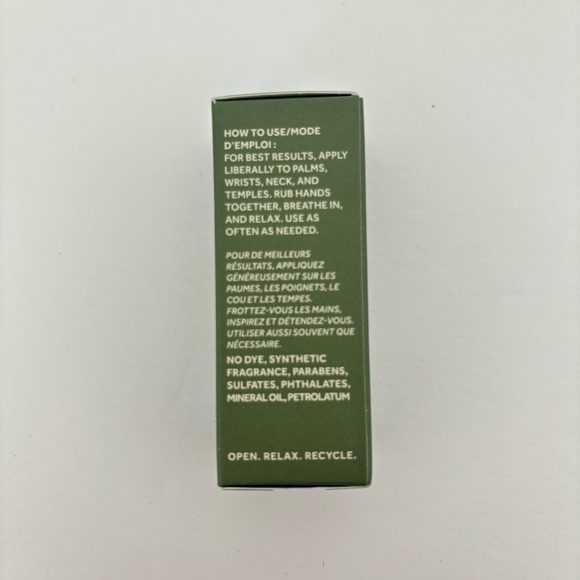 HOW TO USE/MODE
D'EMPLOI :
FOR BEST RESULTS, APPLY
LIBERALLY TO PALMS,
WRISTS, NECK, AND
TEMPLES. RUB HANDS
TOGETHER, BREATHE IN,
AND RELAX. USE AS
OFTEN AS NEEDED.
POUR DE MEILLEURS
RÉSULTATS, APPLIQUEZ
GÉNÉREUSEMENT SUR LES
PAUMES, LES POIGNETS, LE
COU ET LES TEMPES.
FROTTEZ-VOUS LES MAINS,
INSPIREZ ET DÉTENDEZ-VOUS.
UTILISER AUSSI SOUVENT QUE
NÉCESSAIRE.
NO DYE, SYNTHETIC
FRAGRANCE, PARABENS,
SULFATES, PHTHALATES,
MINERAL OIL, PETROLATUM
OPEN. RELAX. RECYCLE.